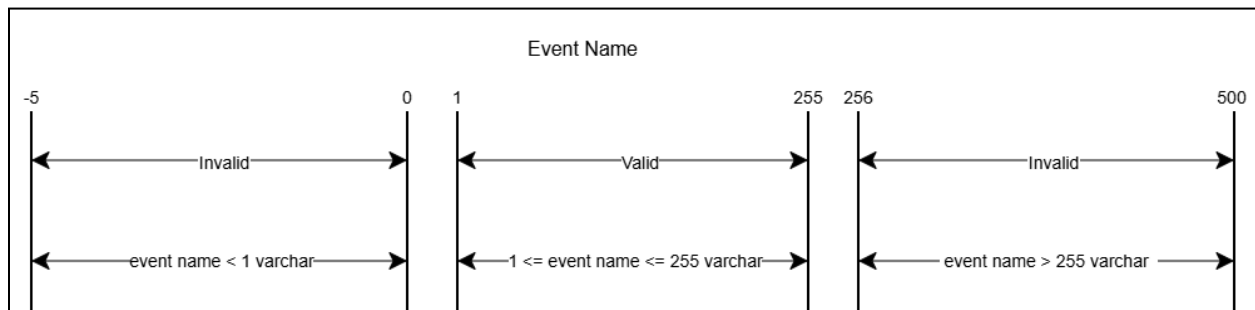 Event Name
-5 0 1 255 256 500
Invalid Valid Invalid
event name < 1 varchar 1 <= event name <= 255 varchar event name > 255 varchar